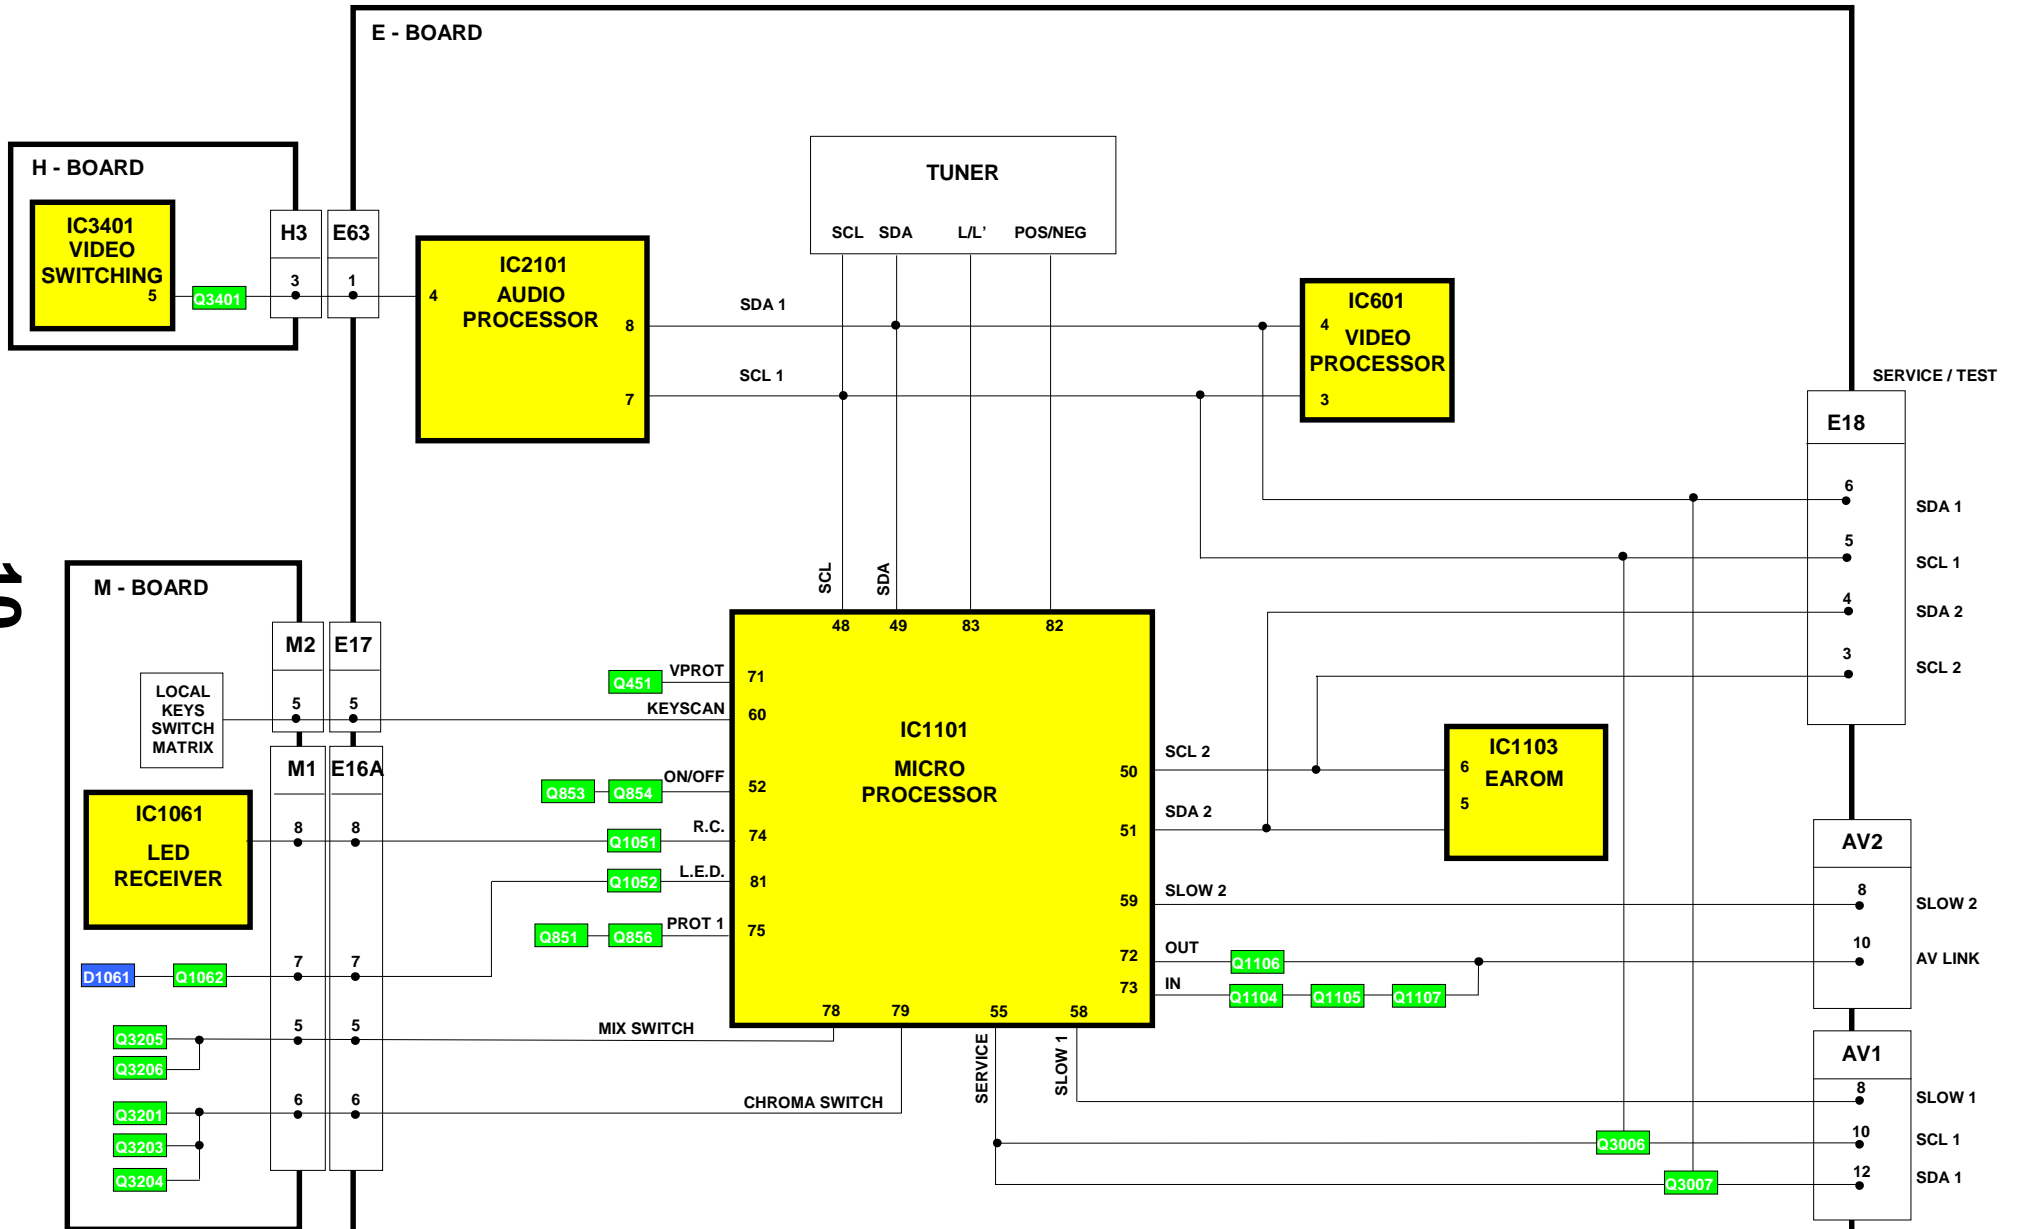 E - BOARD
H - BOARD
IC3401
VIDEO
SWITCHING
5
Q3401
H3
3
E63
1
IC2101
AUDIO
PROCESSOR
4
8
7
TUNER
SCL SDA L/L' POS/NEG
SDA 1
SCL 1
IC601
VIDEO
PROCESSOR
4
3
SERVICE / TEST
E18
6
SDA 1
5
SCL 1
4
SDA 2
3
SCL 2
10
M - BOARD
M2
5
E17
5
LOCAL
KEYS
SWITCH
MATRIX
M1
E16A
IC1061
LED
RECEIVER
8
8
7
7
5
5
6
6
D1061
Q1062
Q3205
Q3206
Q3201
Q3203
Q3204
SCL
SDA
48
49
83
82
IC1101
MICRO
PROCESSOR
Q451
VPROT
71
KEYSCAN
60
Q853
Q854
ON/OFF
52
Q1051
R.C.
74
Q1052
L.E.D.
81
Q851
Q856
PROT 1
75
MIX SWITCH
78
CHROMA SWITCH
79
SERVICE
55
SLOW 1
58
50
SCL 2
51
SDA 2
IC1103
EAROM
6
5
59
SLOW 2
72
OUT
Q1106
73
IN
Q1104
Q1105
Q1107
AV2
8
SLOW 2
10
AV LINK
AV1
8
SLOW 1
Q3006
10
SCL 1
Q3007
12
SDA 1